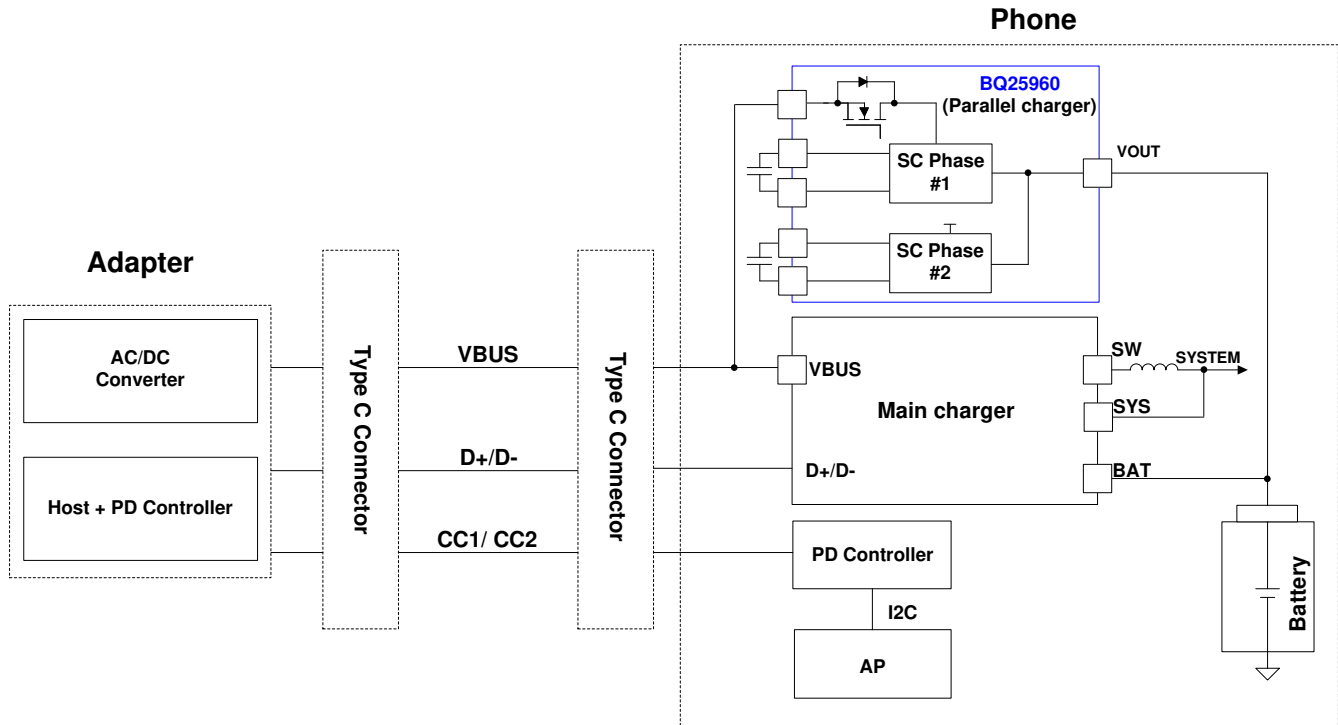 Phone
BQ25960
(Parallel charger)
SC Phase
#1
VOUT
SC Phase
#2
Adapter
AC/DC
Converter
Host + PD Controller
Type C Connector
VBUS
D+/D-
CC1/ CC2
Type C Connector
VBUS
Main charger
D+/D-
SW
SYSTEM
SYS
BAT
PD Controller
I2C
AP
Battery